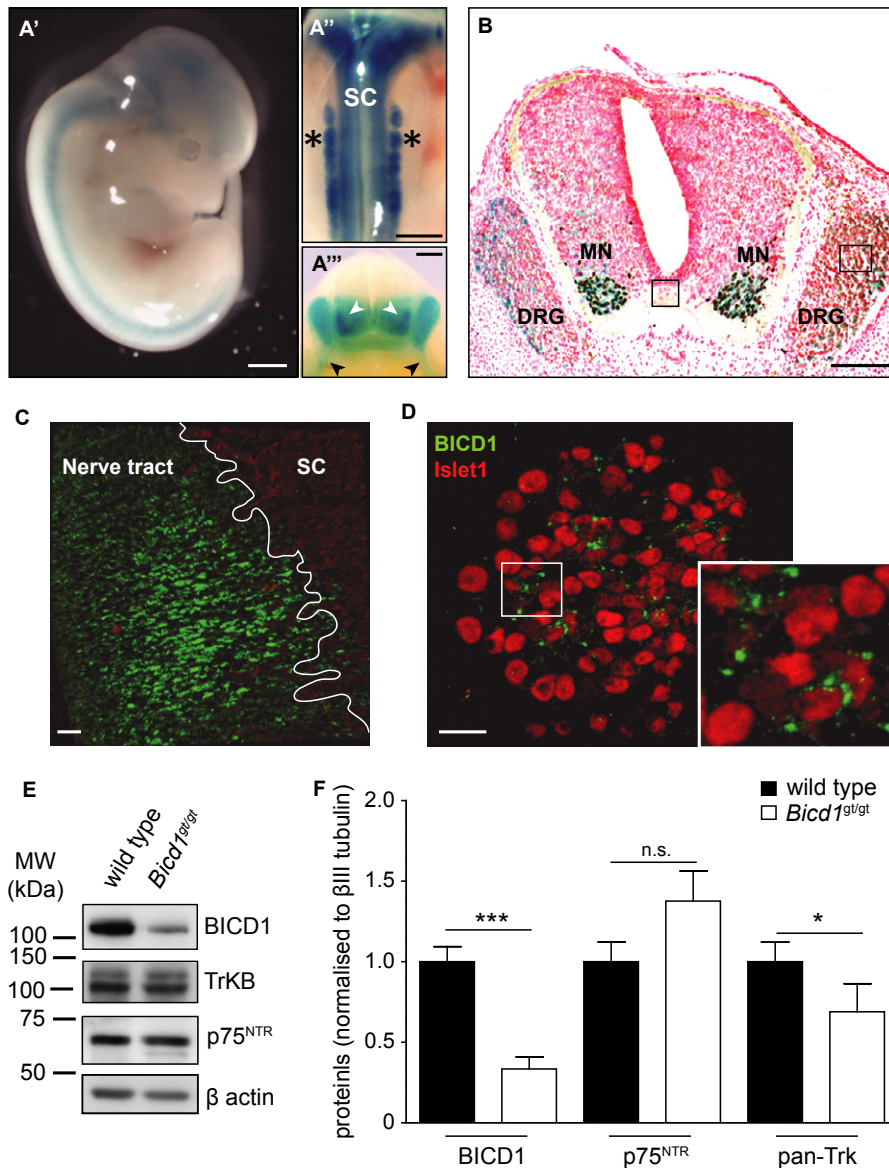 A'
A''
SC
*
*
A'''
B
MN
MN
DRG
DRG
C
Nerve tract
SC
D
BICD1
Islet1
E
wild type
Bicd1gt/gt
MW
(kDa)
100
BICD1
150
TrKB
100
75
p75NTR
50
β actin
F
wild type
Bicd1gt/gt
proteinls (normalised to βIII tubulin)
2.0
1.5
1.0
0.5
0
***
n.s.
*
BICD1
p75NTR
pan-Trk